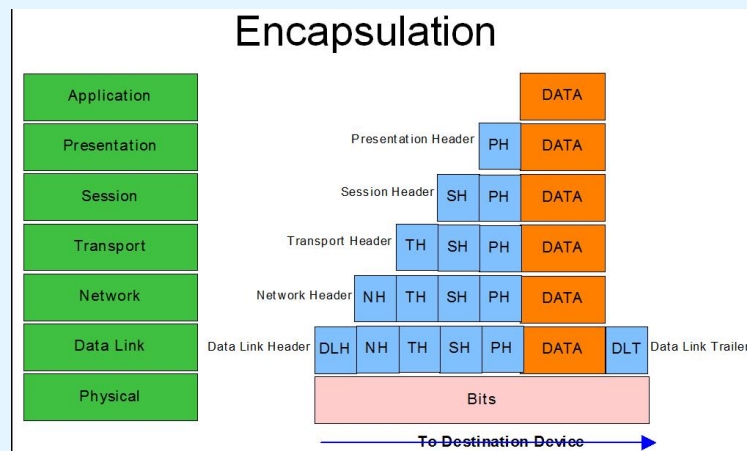 Encapsulation
Application DATA
Presentation Presentation Header PH DATA
Session Session Header SH PH DATA
Transport Transport Header TH SH PH DATA
Network Network Header NH TH SH PH DATA
Data Link Data Link Header DLH NH TH SH PH DATA DLT Data Link Trailer
Physical Bits
To Destination Device